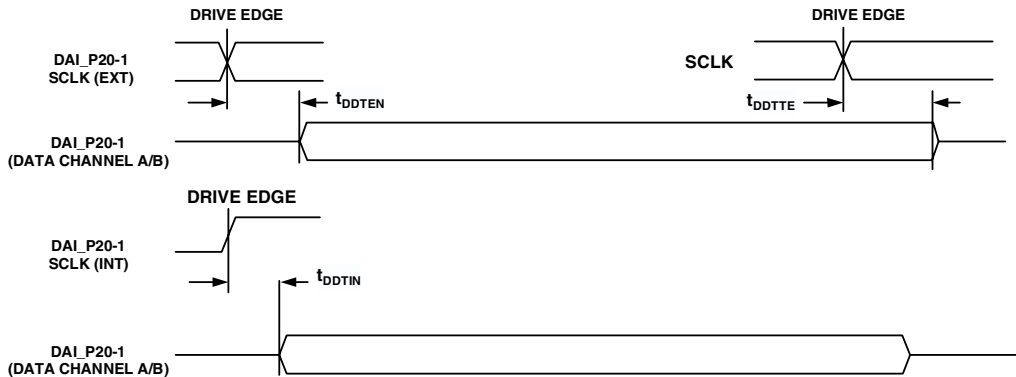 DRIVE EDGE
DRIVE EDGE
DAI_P20-1
SCLK (EXT)
SCLK
tDDTEN
tDDTTE
DAI_P20-1
(DATA CHANNEL A/B)
DRIVE EDGE
DAI_P20-1
SCLK (INT)
tDDTIN
DAI_P20-1
(DATA CHANNEL A/B)